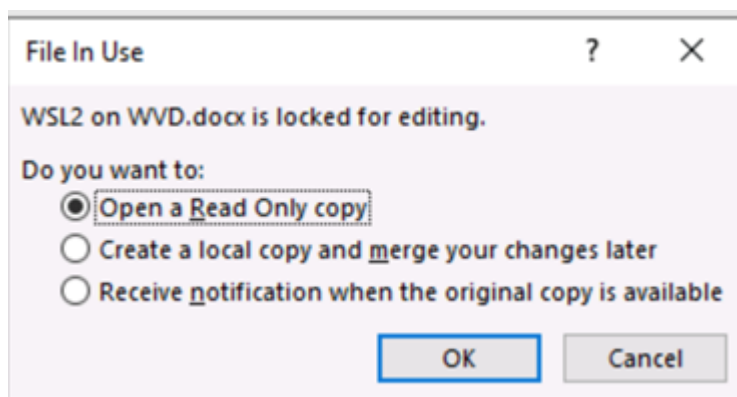 File In Use
WSL2 on WVD.docx is locked for editing.
Do you want to:
Open a Read Only copy
Create a local copy and merge your changes later
Receive notification when the original copy is available
OK Cancel